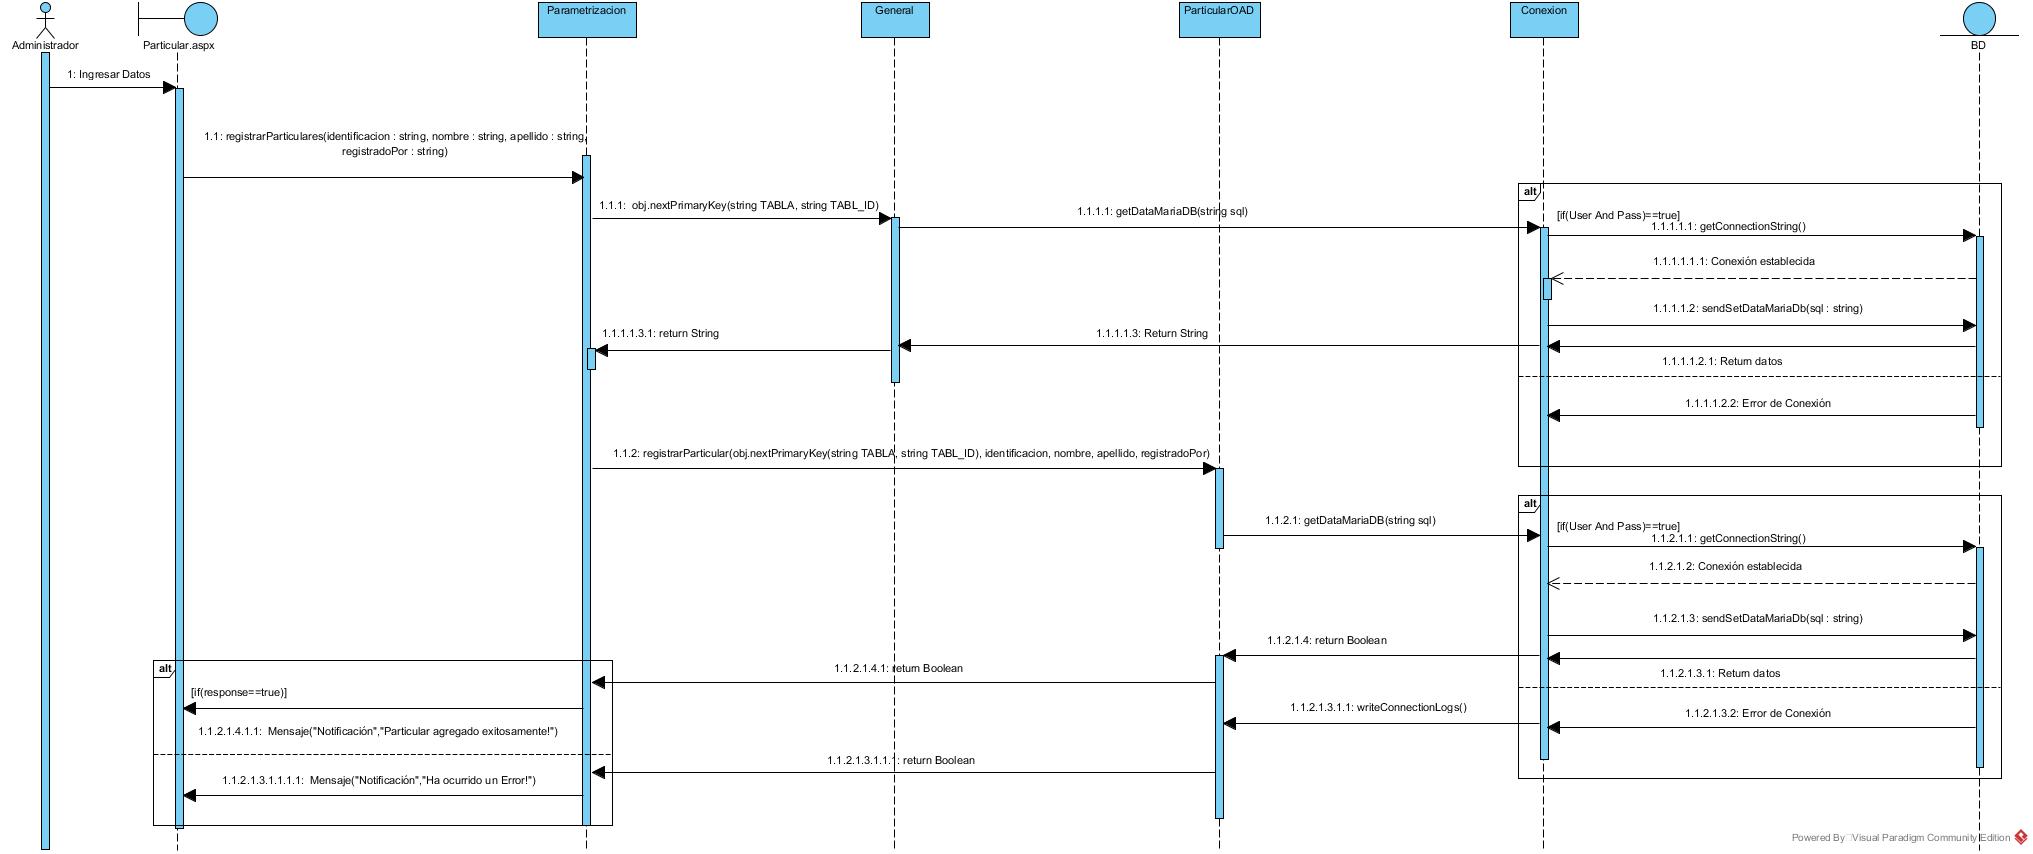 Administrador
Particular.aspx
Parametrizacion
General
ParticularOAD
Conexion
BD
1: Ingresar Datos
1.1: registrarParticulares(identificacion : string, nombre : string, apellido : string,
registradoPor : string)
alt
1.1.1:  obj.nextPrimaryKey(string TABLA, string TABL_ID)
1.1.1.1: getDataMariaDB(string sql)
[if(User And Pass)==true]
1.1.1.1.1: getConnectionString()
1.1.1.1.1.1: Conexión establecida
1.1.1.1.2: sendSetDataMariaDb(sql : string)
1.1.1.1.3.1: return String
1.1.1.1.3: Return String
1.1.1.1.2.1: Return datos
1.1.1.1.2.2: Error de Conexión
1.1.2: registrarParticular(obj.nextPrimaryKey(string TABLA, string TABL_ID), identificacion, nombre, apellido, registradoPor)
alt
1.1.2.1: getDataMariaDB(string sql)
[if(User And Pass)==true]
1.1.2.1.1: getConnectionString()
1.1.2.1.2: Conexión establecida
1.1.2.1.3: sendSetDataMariaDb(sql : string)
1.1.2.1.4: return Boolean
alt
1.1.2.1.4.1: return Boolean
1.1.2.1.3.1: Return datos
[if(response==true)]
1.1.2.1.3.1.1: writeConnectionLogs()
1.1.2.1.3.2: Error de Conexión
1.1.2.1.4.1.1:  Mensaje("Notificación","Particular agregado exitosamente!")
1.1.2.1.3.1.1.1: return Boolean
1.1.2.1.3.1.1.1.1:  Mensaje("Notificación","Ha ocurrido un Error!")
Powered By Visual Paradigm Community Edition